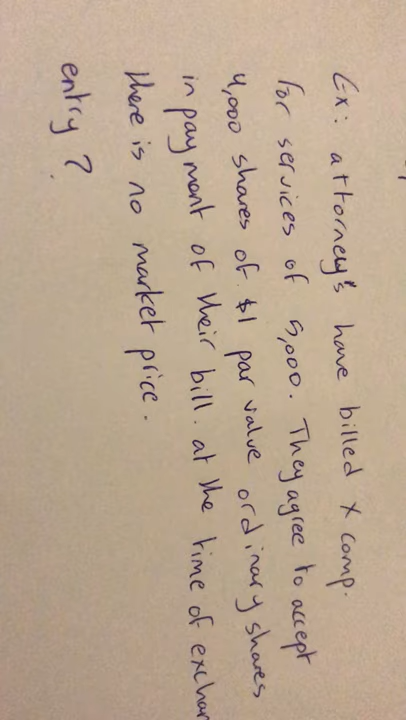 Ex: attorney's have billed X comp.
for services of 5,000. They agree to accept
4,000 shares of $1 par value ordinary shares
in payment of their bill. at the time of exchan
there is no market price.
entry?